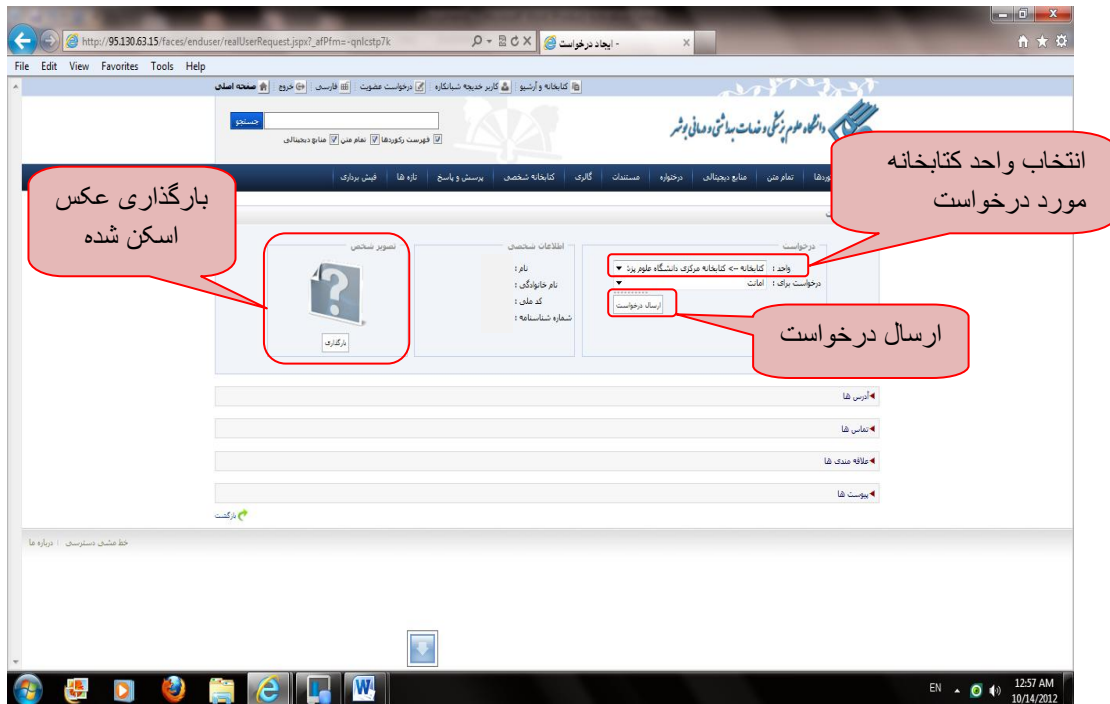 http://95.130.63.15/faces/enduser/realUserRequest.jspx?_afPfm=-qnlcstp7k
- ایجاد درخواست
File Edit View Favorites Tools Help
کتابخانه و آرشیو
کاربر خدیجه شبانکاره
درخواست عضویت
فارسی
خروج
صفحه اصلی
دانشگاه علوم پزشکی و خدمات بهداشتی و درمانی بوشهر
جستجو
فهرست رکوردها تمام متن منابع دیجیتالی
تمام متن منابع دیجیتالی درختواره مستندات گالری کتابخانه شخصی پرسش و پاسخ تازه ها فیش برداری
انتخاب واحد کتابخانه
مورد درخواست
بارگذاری عکس
اسکن شده
درخواست
واحد : کتابخانه --> کتابخانه مرکزی دانشگاه علوم پزش
درخواست برای : امانت
ارسال درخواست
ارسال درخواست
اطلاعات شخصی
نام :
نام خانوادگی :
کد ملی :
شماره شناسنامه :
تصویر شخص
بارگذاری
آدرس ها
تماس ها
علاقه مندی ها
پیوست ها
بازگشت
خط مشی دسترسی | درباره ما
EN
12:57 AM
10/14/2012